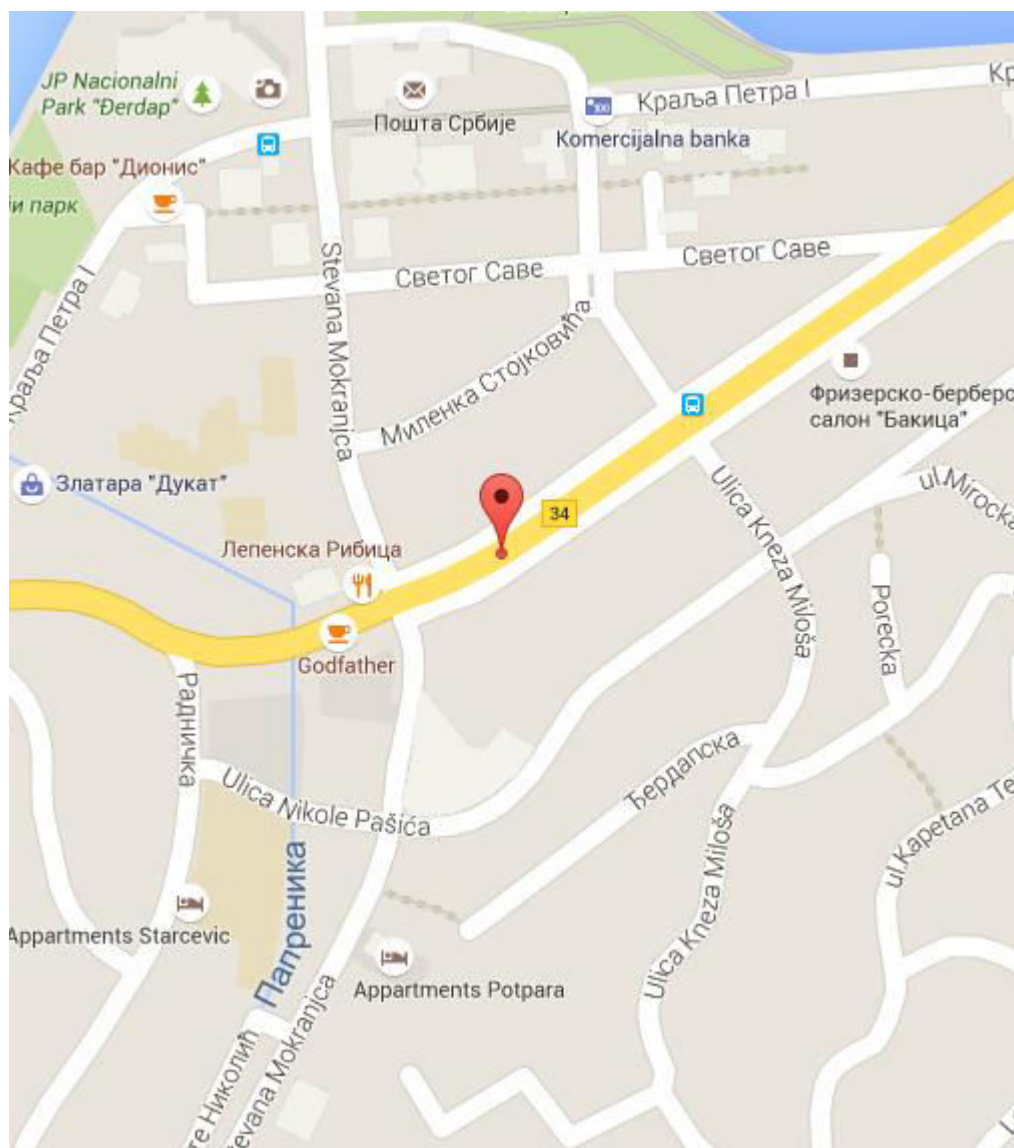 JP Nacionalni
Park "Đerdap"
Краља Петра I
Пошта Србије
Komercijalna banka
Кафе бар "Дионис"
и парк
Светог Саве
Светог Саве
Stevana Mokranjca
Краља Петра I
Миленка Стојковића
Фризерско-берберс
салон "Бакица"
Златара "Дукат"
ul.Mirocka
34
Ulica Kneza Miloša
Лепенска Рибица
Porecka
Godfather
Радничка
Ulica Nikole Pašića
Ђердапска
ul.Kapetana Te
Папреника
Ulica Kneza Miloša
Appartments Starcevic
Appartments Potpara
Stevana Mokranjca
те Николић